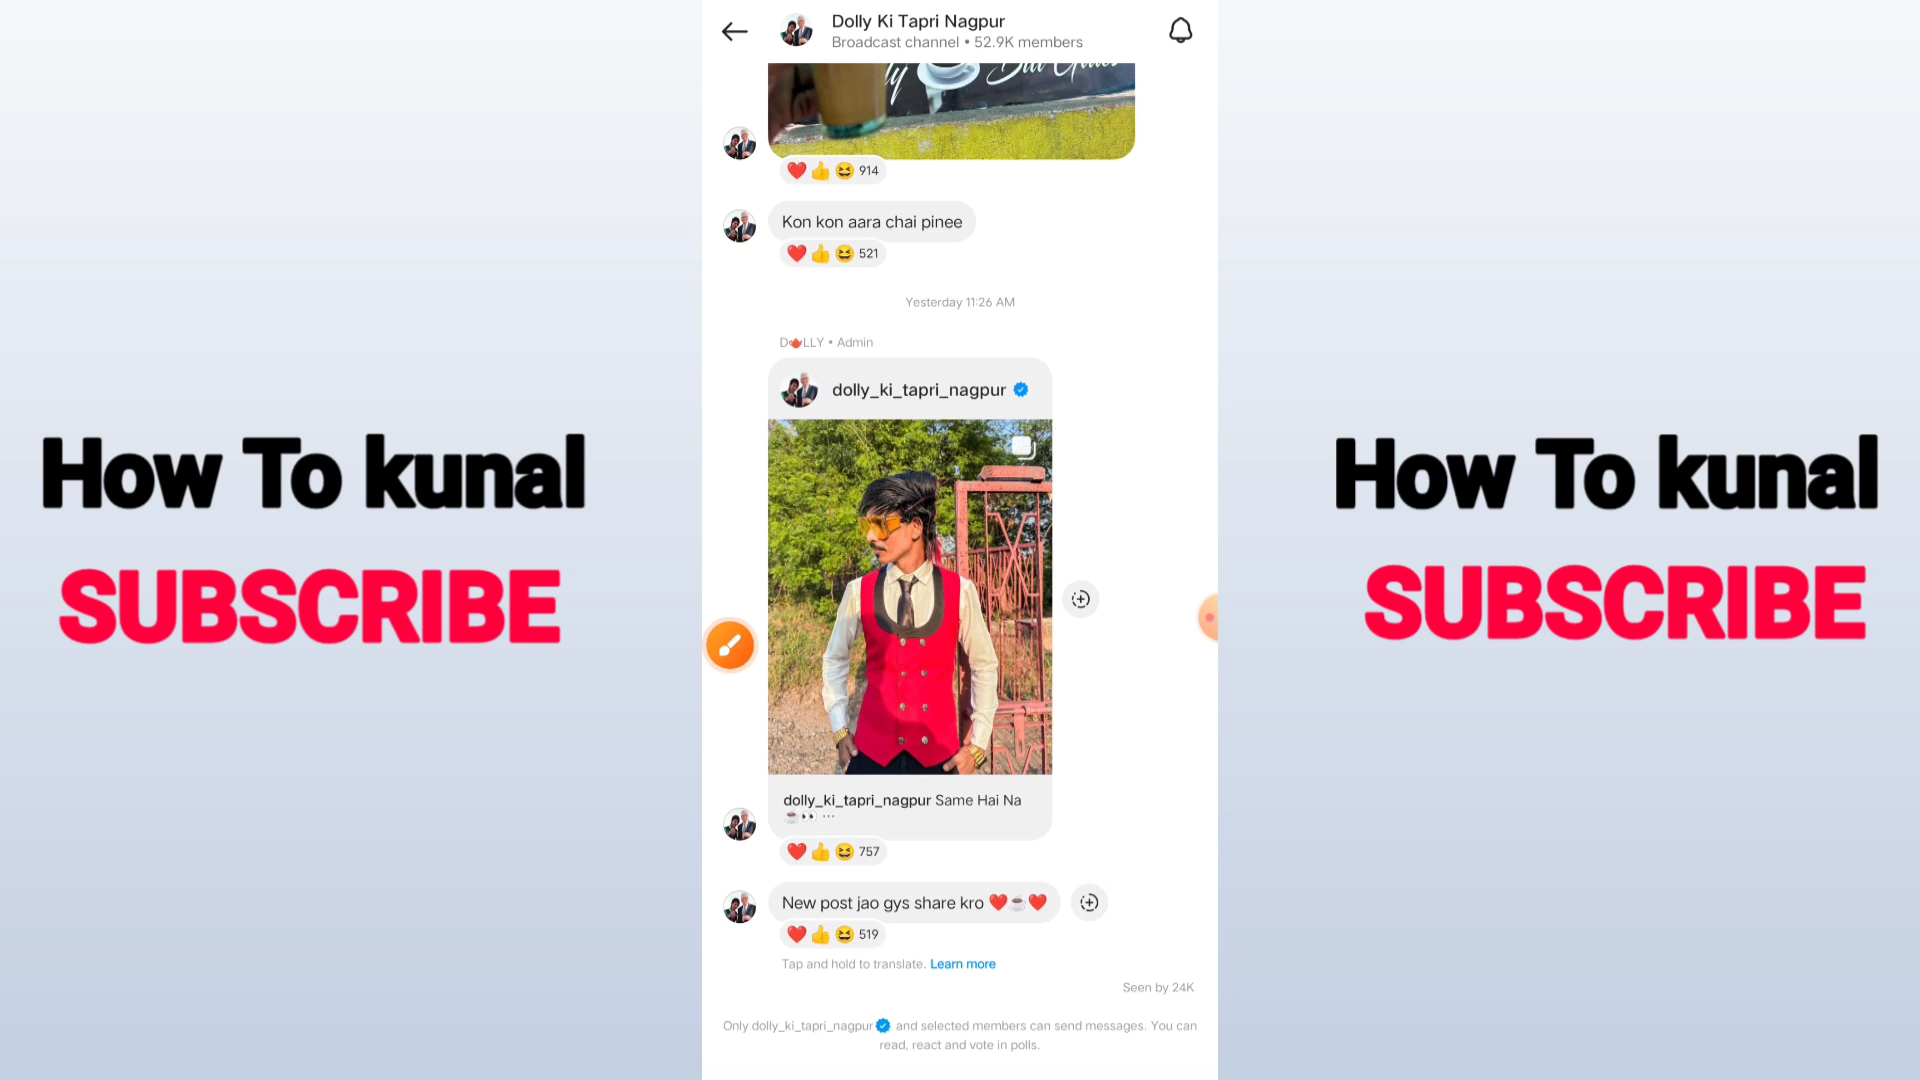 Dolly Ki Tapri Nagpur
Broadcast channel • 52.9K members
914
Kon kon aara chai pinee
521
Yesterday 11:26 AM
D🫖LLY • Admin
dolly_ki_tapri_nagpur
How To kunal
SUBSCRIBE
How To kunal
SUBSCRIBE
dolly_ki_tapri_nagpur Same Hai Na
☕👀 ...
757
New post jao gys share kro ❤️☕❤️
519
Tap and hold to translate. Learn more
Seen by 24K
Only dolly_ki_tapri_nagpur and selected members can send messages. You can
read, react and vote in polls.